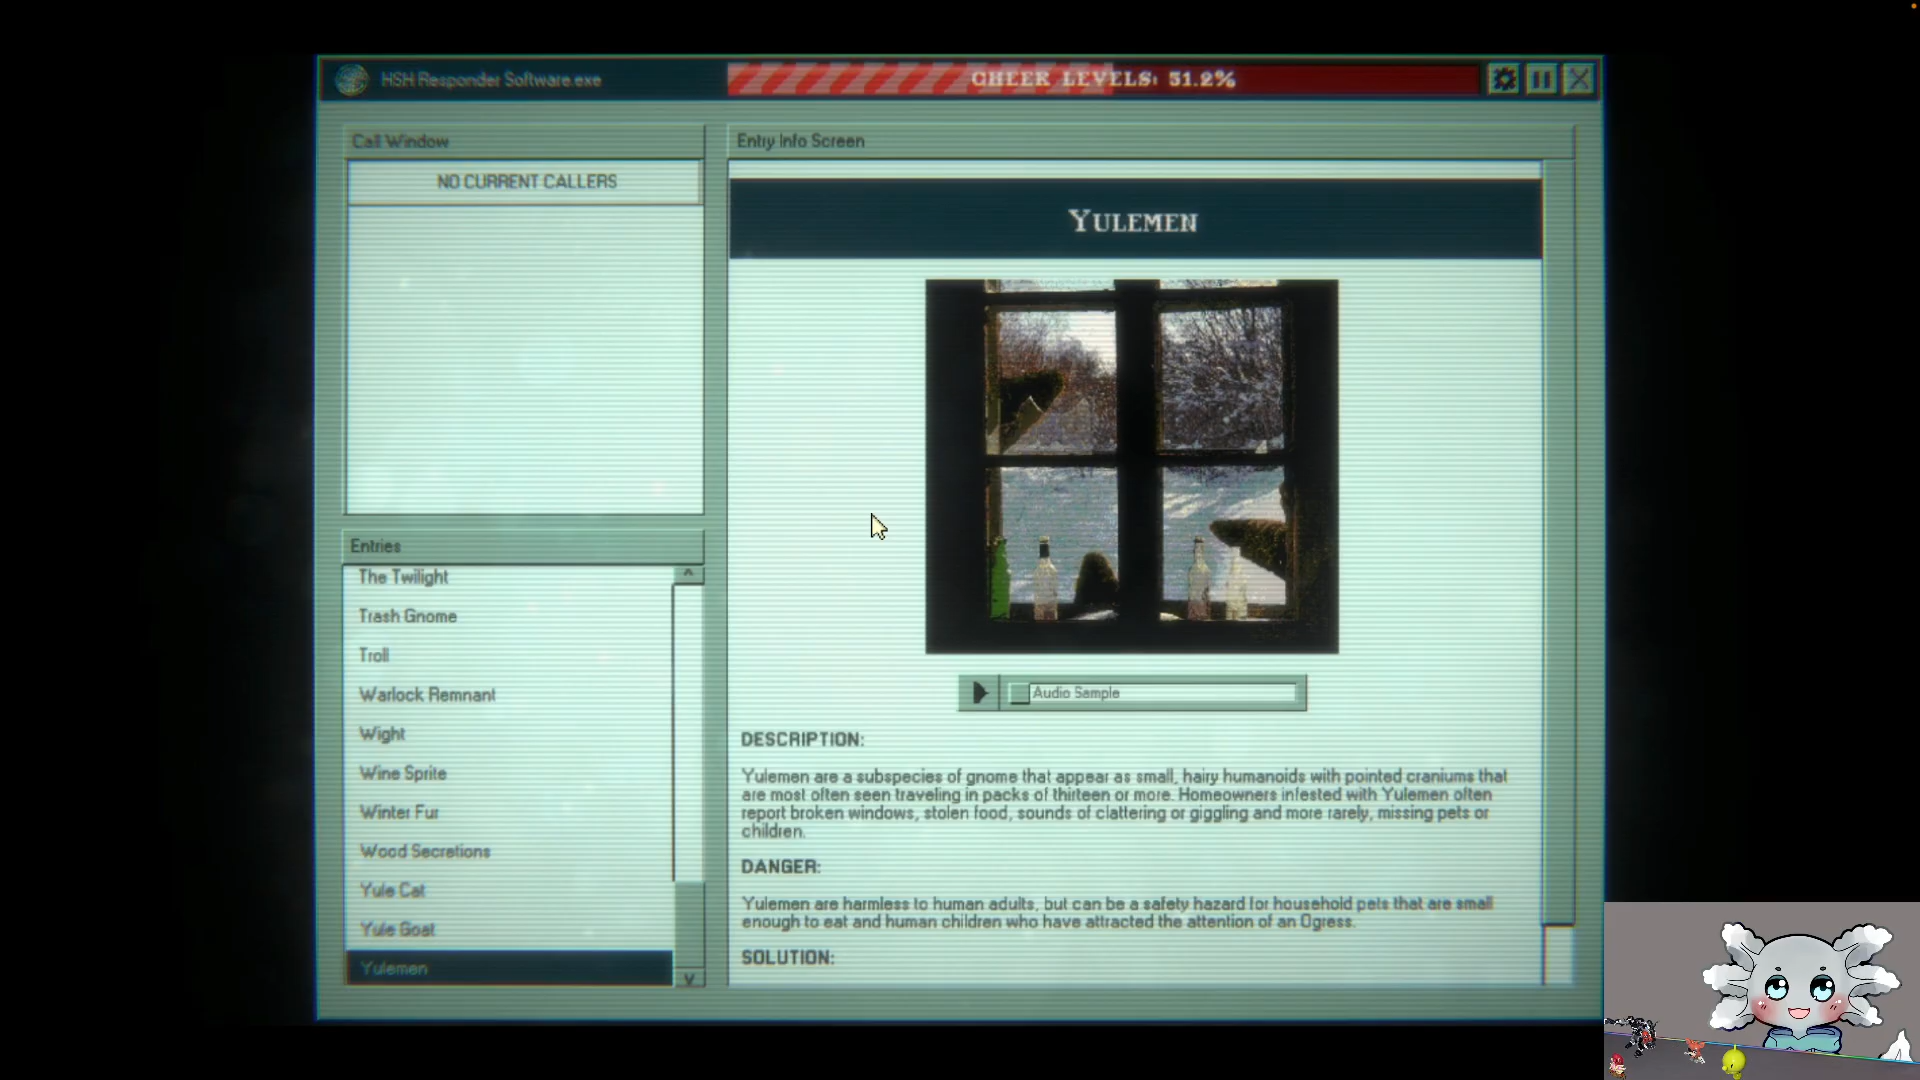 HSH Responder Software.exe
CHEER LEVELS: 51.2%
Call Window
NO CURRENT CALLERS
Entries
The Twilight
Trash Gnome
Troll
Warlock Remnant
Wight
Wine Sprite
Winter Fur
Wood Secretions
Yule Cat
Yule Goat
Yulemen
Entry Info Screen
YULEMEN
Audio Sample
DESCRIPTION:
Yulemen are a subspecies of gnome that appear as small, hairy humanoids with pointed craniums that
are most often seen traveling in packs of thirteen or more. Homeowners infested with Yulemen often
report broken windows, stolen food, sounds of clattering or giggling and more rarely, missing pets or
children.
DANGER:
Yulemen are harmless to human adults, but can be a safety hazard for household pets that are small
enough to eat and human children who have attracted the attention of an Ogress.
SOLUTION: